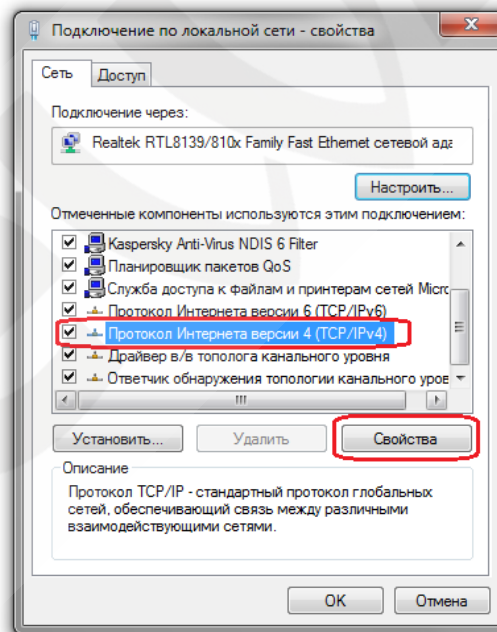 Подключение по локальной сети - свойства
Сеть
Доступ
Подключение через:
Realtek RTL8139/810x Family Fast Ethernet сетевой ада
Настроить...
Отмеченные компоненты используются этим подключением:
Kaspersky Anti-Virus NDIS 6 Filter
Планировщик пакетов QoS
Служба доступа к файлам и принтерам сетей Micro
Протокол Интернета версии 6 (TCP/IPv6)
Протокол Интернета версии 4 (TCP/IPv4)
Драйвер в/в тополога канального уровня
Ответчик обнаружения топологии канального уров
Установить...
Удалить
Свойства
Описание
Протокол TCP/IP - стандартный протокол глобальных
сетей, обеспечивающий связь между различными
взаимодействующими сетями.
OK
Отмена